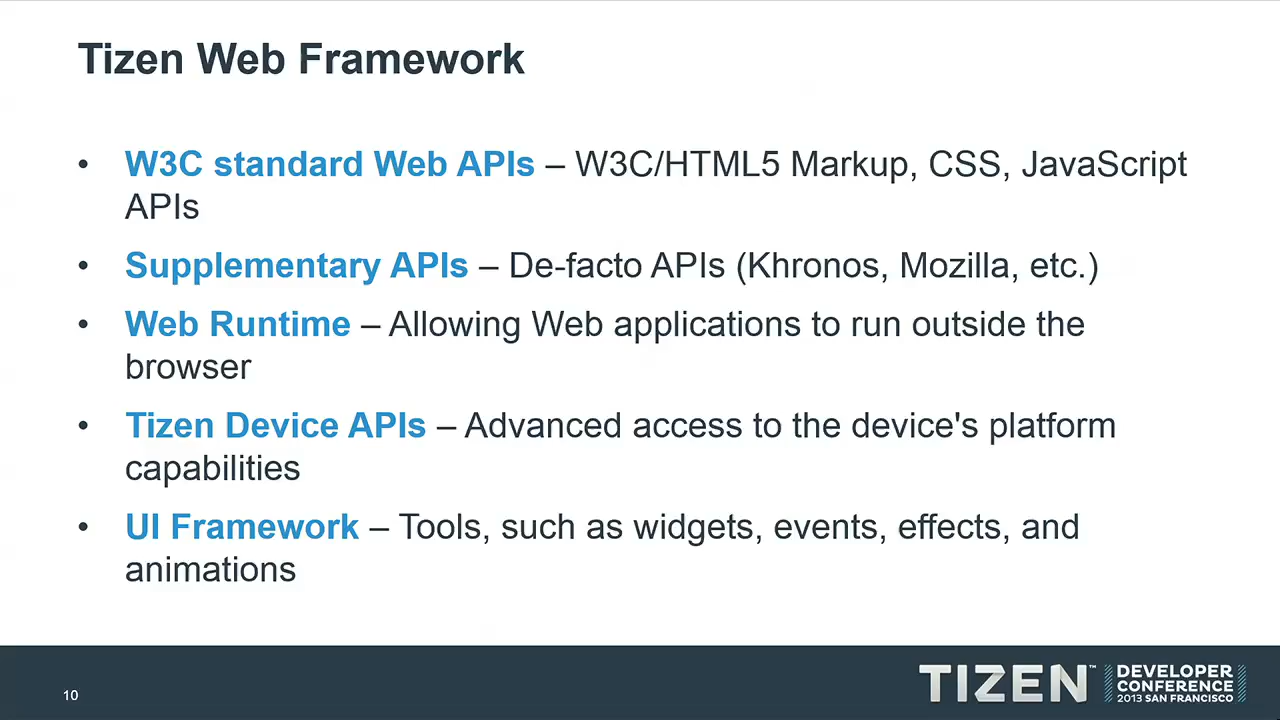 Tizen Web Framework
• W3C standard Web APIs – W3C/HTML5 Markup, CSS, JavaScript
APIs
• Supplementary APIs – De-facto APIs (Khronos, Mozilla, etc.)
• Web Runtime – Allowing Web applications to run outside the
browser
• Tizen Device APIs – Advanced access to the device's platform
capabilities
• UI Framework – Tools, such as widgets, events, effects, and
animations
10
TIZEN™
DEVELOPER
CONFERENCE
2013 SAN FRANCISCO